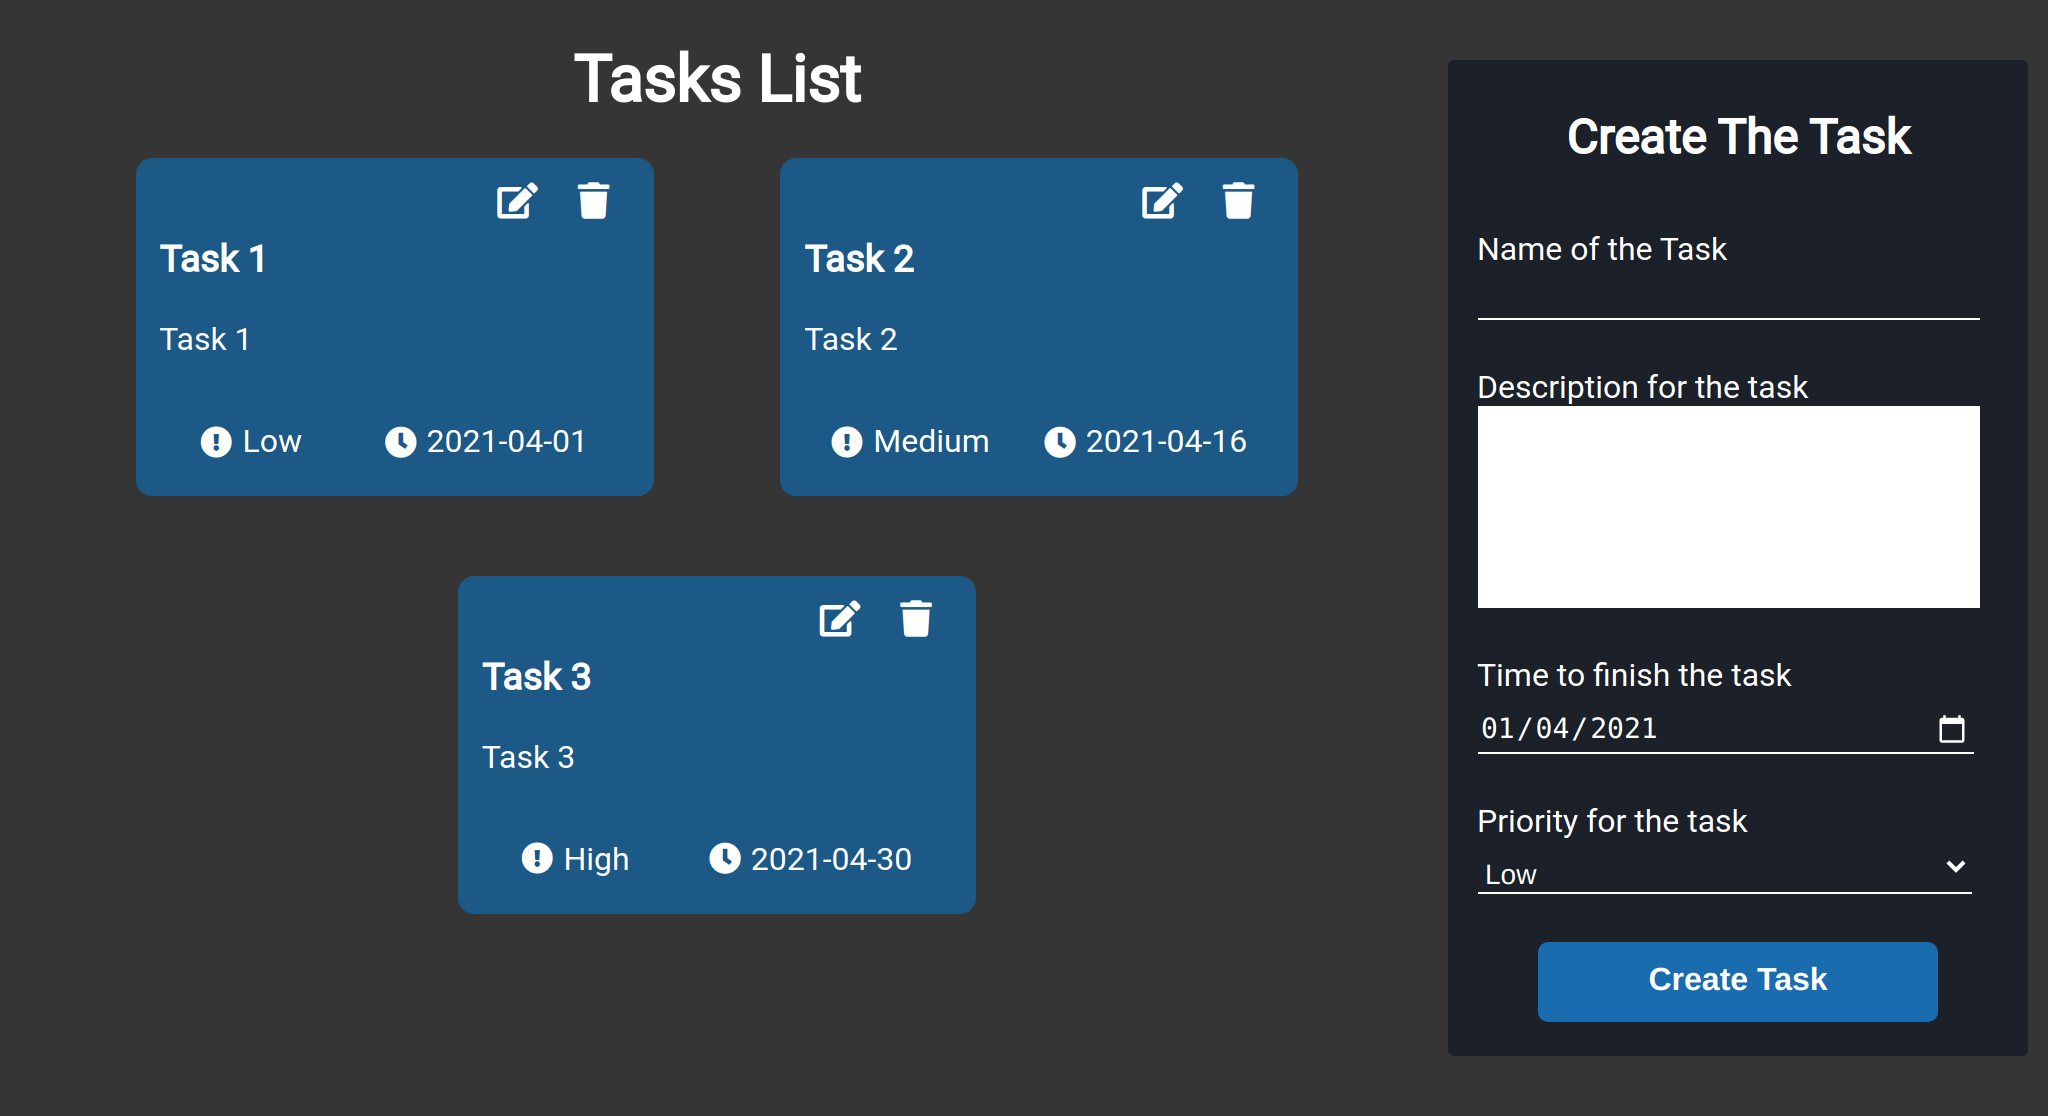 Tasks List
Task 1
Task 1
Low
2021-04-01
Task 2
Task 2
Medium
2021-04-16
Task 3
Task 3
High
2021-04-30
Create The Task
Name of the Task
Description for the task
Time to finish the task
01/04/2021
Priority for the task
Low
Create Task